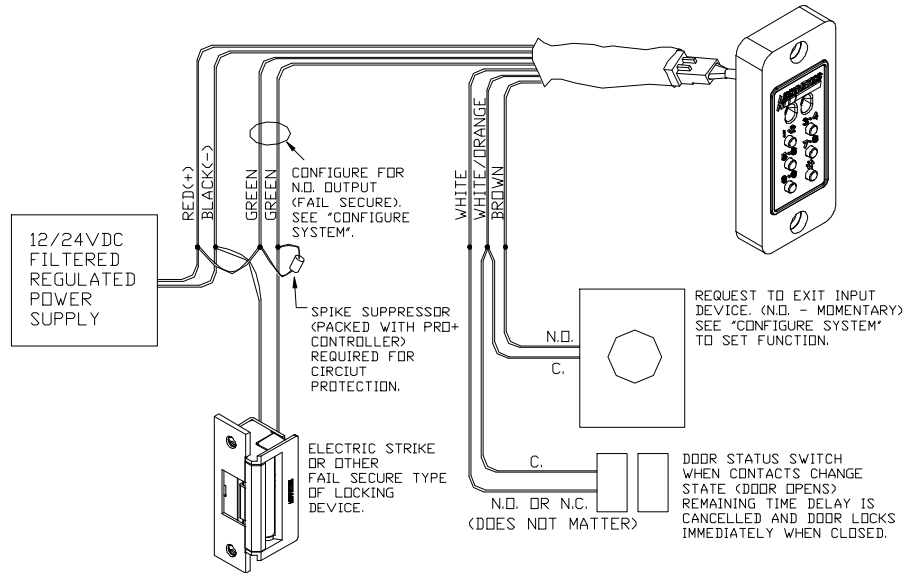 RED(+)
BLACK(-)
GREEN
GREEN
CONFIGURE FOR
N.O. OUTPUT
(FAIL SECURE).
SEE "CONFIGURE
SYSTEM".
WHITE
WHITE/ORANGE
BROWN
12/24VDC
FILTERED
REGULATED
POWER
SUPPLY
SPIKE SUPPRESSOR
(PACKED WITH PRO+
CONTROLLER)
REQUIRED FOR
CIRCIUT
PROTECTION.
N.O.
C.
REQUEST TO EXIT INPUT
DEVICE. (N.O. - MOMENTARY)
SEE "CONFIGURE SYSTEM"
TO SET FUNCTION.
ELECTRIC STRIKE
OR OTHER
FAIL SECURE TYPE
OF LOCKING
DEVICE.
C.
N.O. OR N.C.
(DOES NOT MATTER)
DOOR STATUS SWITCH
WHEN CONTACTS CHANGE
STATE (DOOR OPENS)
REMAINING TIME DELAY IS
CANCELLED AND DOOR LOCKS
IMMEDIATELY WHEN CLOSED.